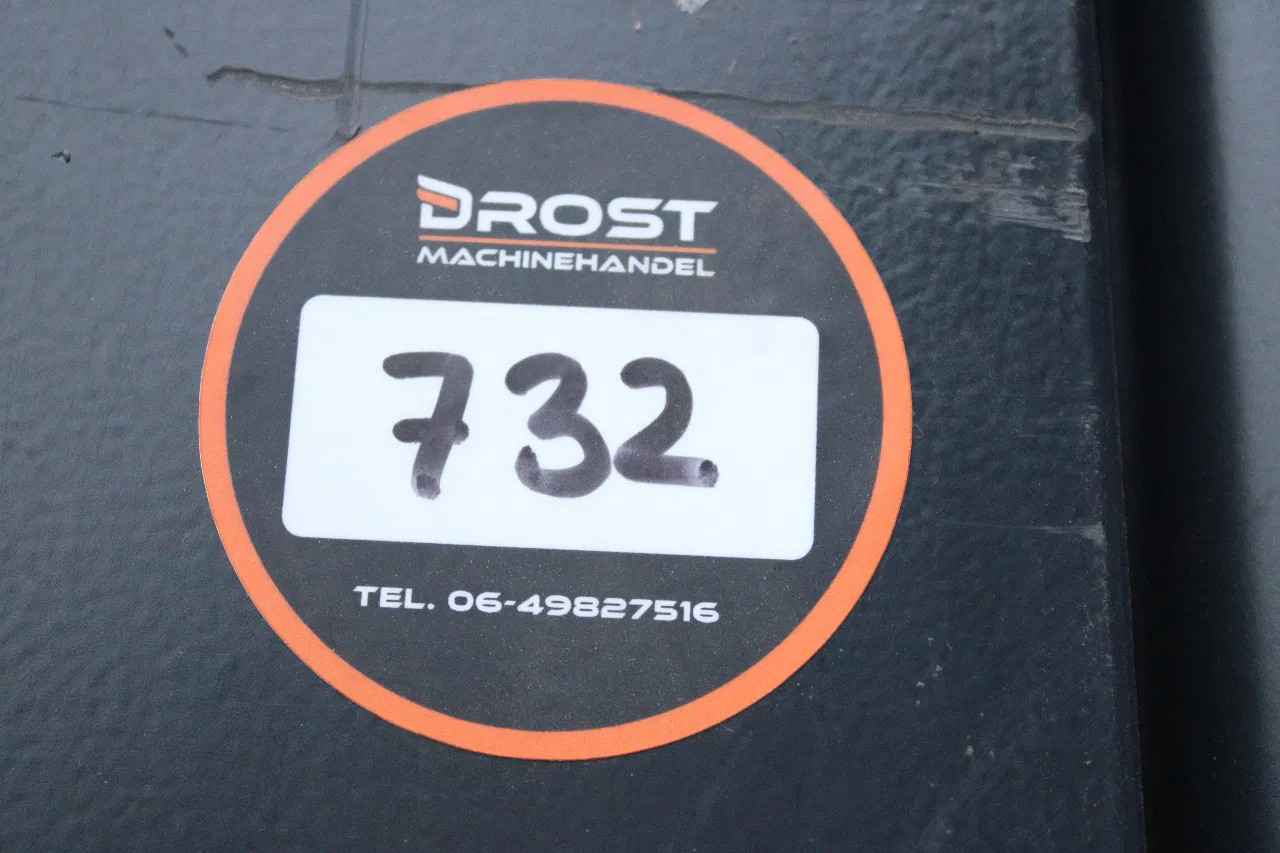 DROST
MACHINEHANDEL
732
TEL. 06-49827516